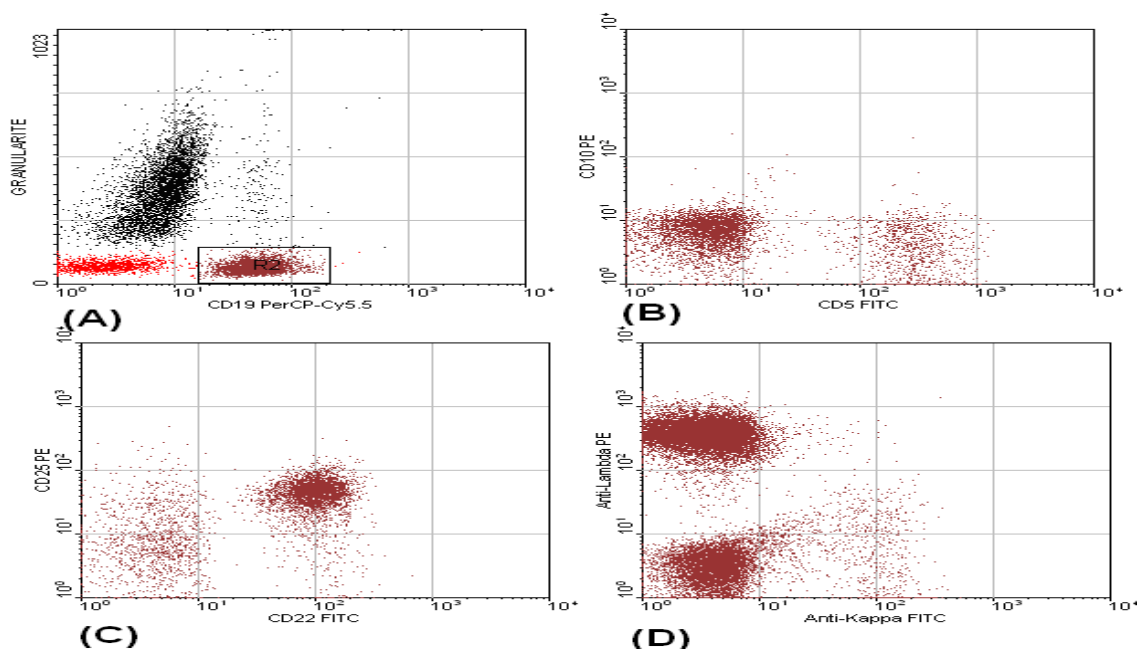 1023
GRANULARITE
0
R2
10⁰ 10¹ 10² 10³ 10⁴
CD19 PerCP-Cy5.5
(A)
10⁴
10³
10²
10¹
10⁰
CD10 PE
10⁰ 10¹ 10² 10³ 10⁴
CD5 FITC
(B)
10⁴
10³
10²
10¹
10⁰
CD25 PE
10⁰ 10¹ 10² 10³ 10⁴
CD22 FITC
(C)
10⁴
10³
10²
10¹
10⁰
Anti-Lambda PE
10⁰ 10¹ 10² 10³ 10⁴
Anti-Kappa FITC
(D)